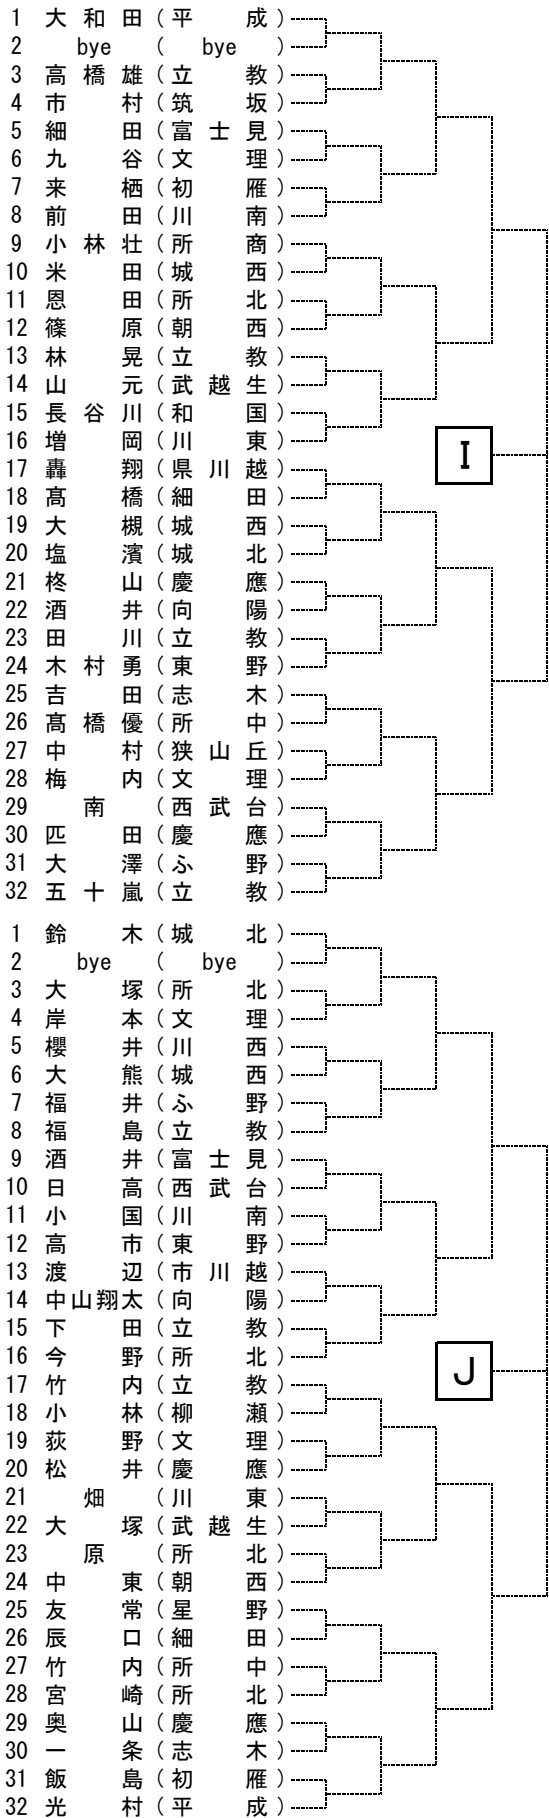 1 大和田（平成）
2 bye （ bye ）
3 高橋雄（立教）
4 市村（筑坂）
5 細田（富士見）
6 九谷（文理）
7 来栖（初雁）
8 前田（川南）
9 小林壮（所商）
10 米田（城西）
11 恩田（所北）
12 篠原（朝西）
13 林晃（立教）
14 山元（武越生）
15 長谷川（和国）
16 増岡（川東）
I
17 轟翔（県川越）
18 髙橋（細田）
19 大槻（城西）
20 塩濱（城北）
21 柊山（慶應）
22 酒井（向陽）
23 田川（立教）
24 木村勇（東野）
25 吉田（志木）
26 髙橋優（所中）
27 中村（狭山丘）
28 梅内（文理）
29 南（西武台）
30 匹田（慶應）
31 大澤（ふ野）
32 五十嵐（立教）
1 鈴木（城北）
2 bye （ bye ）
3 大塚（所北）
4 岸本（文理）
5 櫻井（川西）
6 大熊（城西）
7 福井（ふ野）
8 福島（立教）
9 酒井（富士見）
10 日高（西武台）
11 小国（川南）
12 高市（東野）
13 渡辺（市川越）
14 中山翔太（向陽）
15 下田（立教）
16 今野（所北）
J
17 竹内（立教）
18 小林（柳瀬）
19 荻野（文理）
20 松井（慶應）
21 畑（川東）
22 大塚（武越生）
23 原（所北）
24 中東（朝西）
25 友常（星野）
26 辰口（細田）
27 竹内（所中）
28 宮崎（所北）
29 奥山（慶應）
30 一条（志木）
31 飯島（初雁）
32 光村（平成）